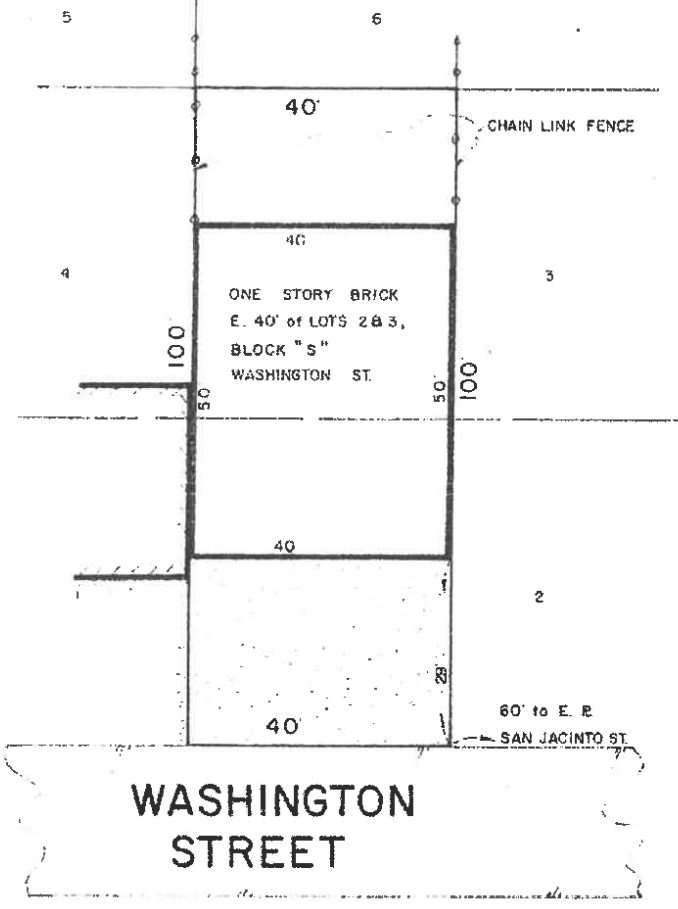 5
6
40'
CHAIN LINK FENCE
40
4
3
ONE STORY BRICK
E. 40' of LOTS 2 & 3,
BLOCK "S"
WASHINGTON ST.
100
50
50'
100'
40
1
2
29
60' to E. P.
SAN JACINTO ST.
40'
WASHINGTON
STREET